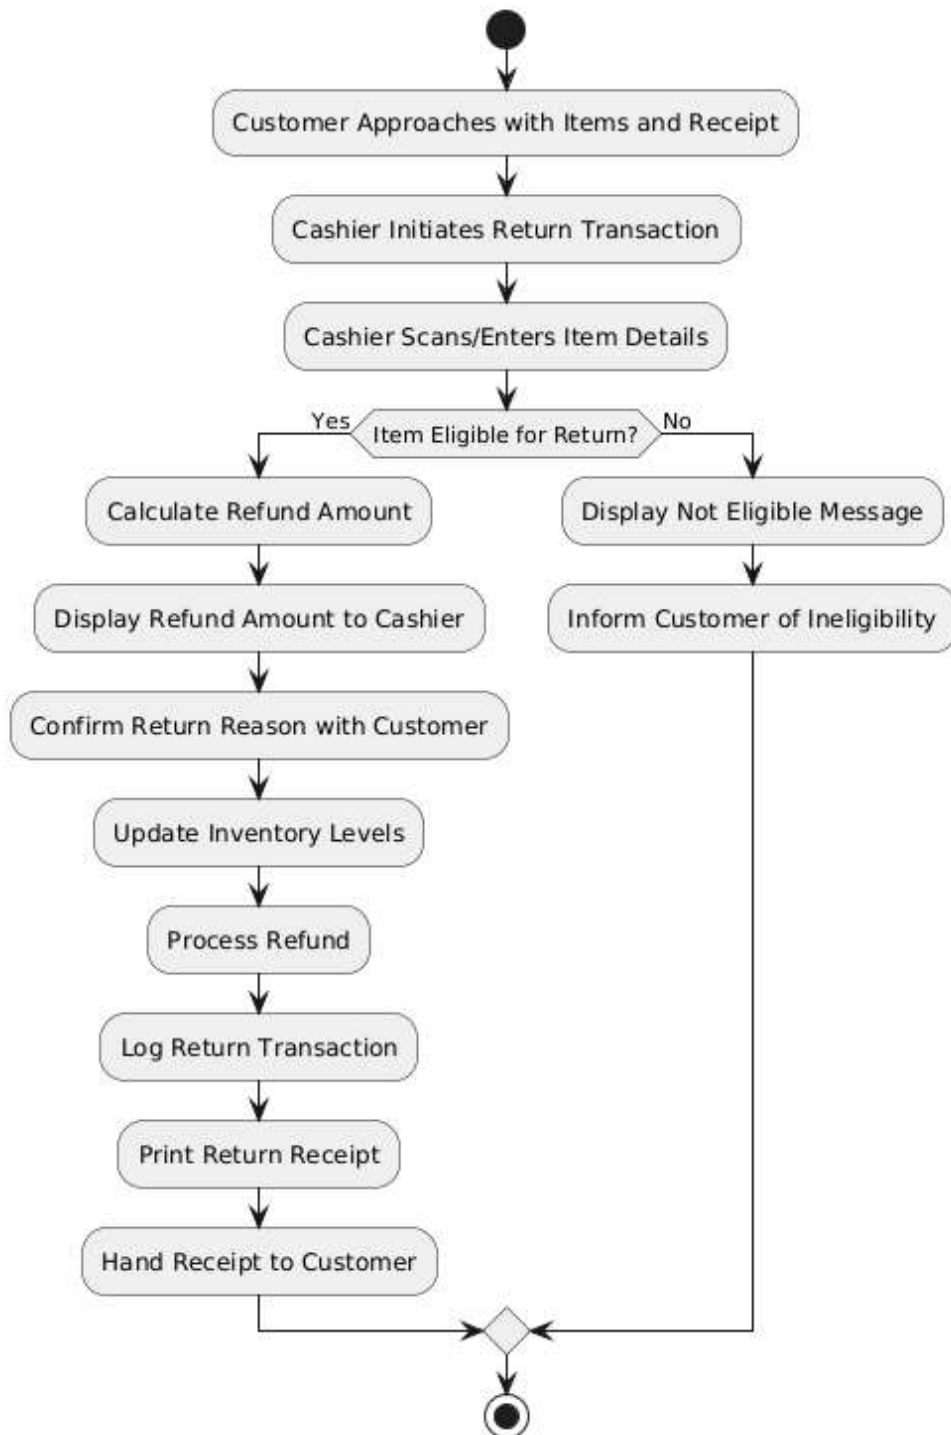 Customer Approaches with Items and Receipt
Cashier Initiates Return Transaction
Cashier Scans/Enters Item Details
Yes
Item Eligible for Return?
No
Calculate Refund Amount
Display Not Eligible Message
Display Refund Amount to Cashier
Inform Customer of Ineligibility
Confirm Return Reason with Customer
Update Inventory Levels
Process Refund
Log Return Transaction
Print Return Receipt
Hand Receipt to Customer